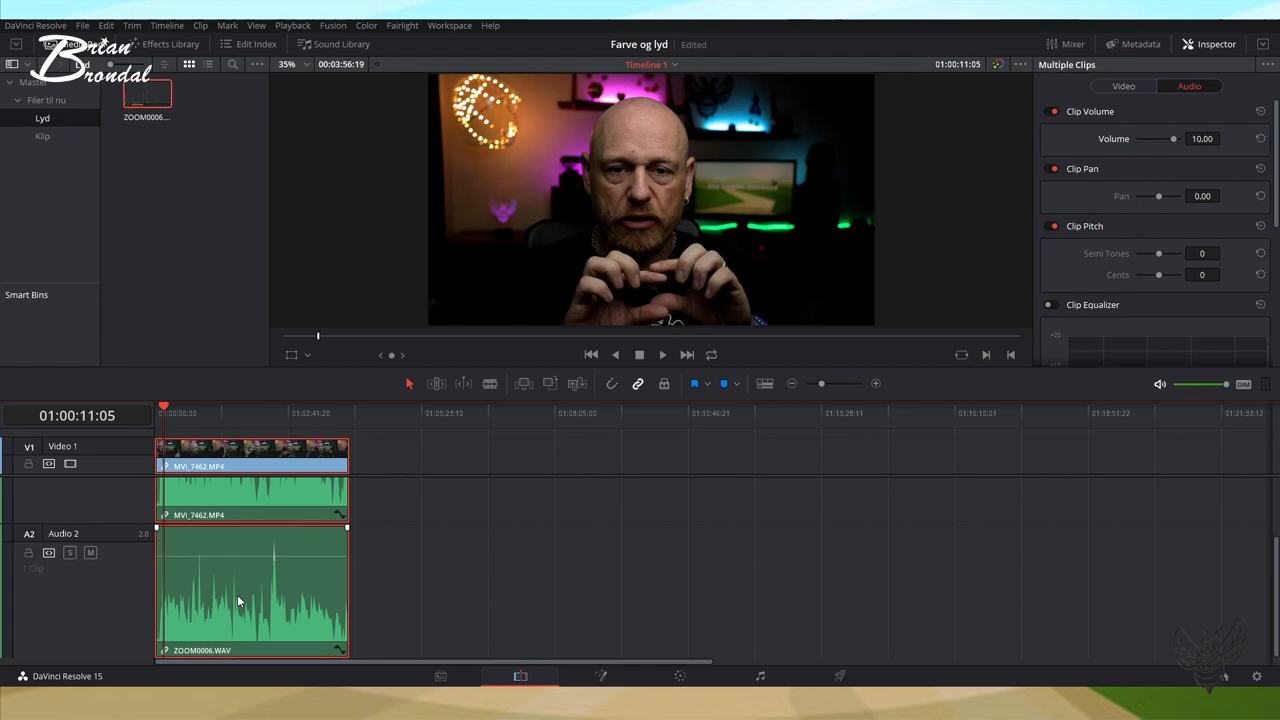 DaVinci Resolve File Edit Trim Timeline Clip Mark View Playback Fusion Color Fairlight Workspace Help
Effects Library Edit Index Sound Library Farve og lyd Edited Mixer Metadata Inspector
Brian
Brondal
Lyd 35% 00:03:56:19 Timeline 1 01:00:11:05 Multiple Clips
Master
Filer til nu
Lyd
Klip
ZOOM0006....
Smart Bins
Video Audio
Clip Volume
Volume 10.00
Clip Pan
Pan 0.00
Clip Pitch
Semi Tones 0
Cents 0
Clip Equalizer
+20
DIM
01:00:11:05 01:00:00:00 01:02:41:20 01:05:23:10 01:08:05:00 01:10:46:21 01:13:28:11 01:16:10:01 01:18:51:22 01:21:33:12
V1 Video 1
MVI_7462.MP4
MVI_7462.MP4
A2 Audio 2 2.0
S M
1 Clip
ZOOM0006.WAV
DaVinci Resolve 15